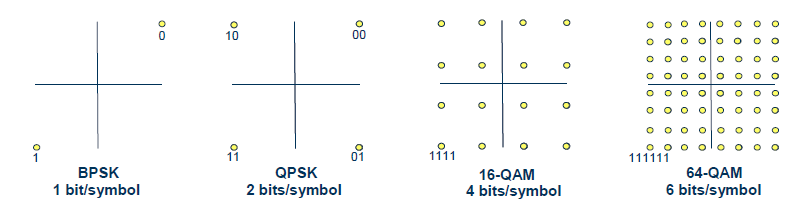 0
1
BPSK
1 bit/symbol
10
00
11
01
QPSK
2 bits/symbol
1111
16-QAM
4 bits/symbol
111111
64-QAM
6 bits/symbol